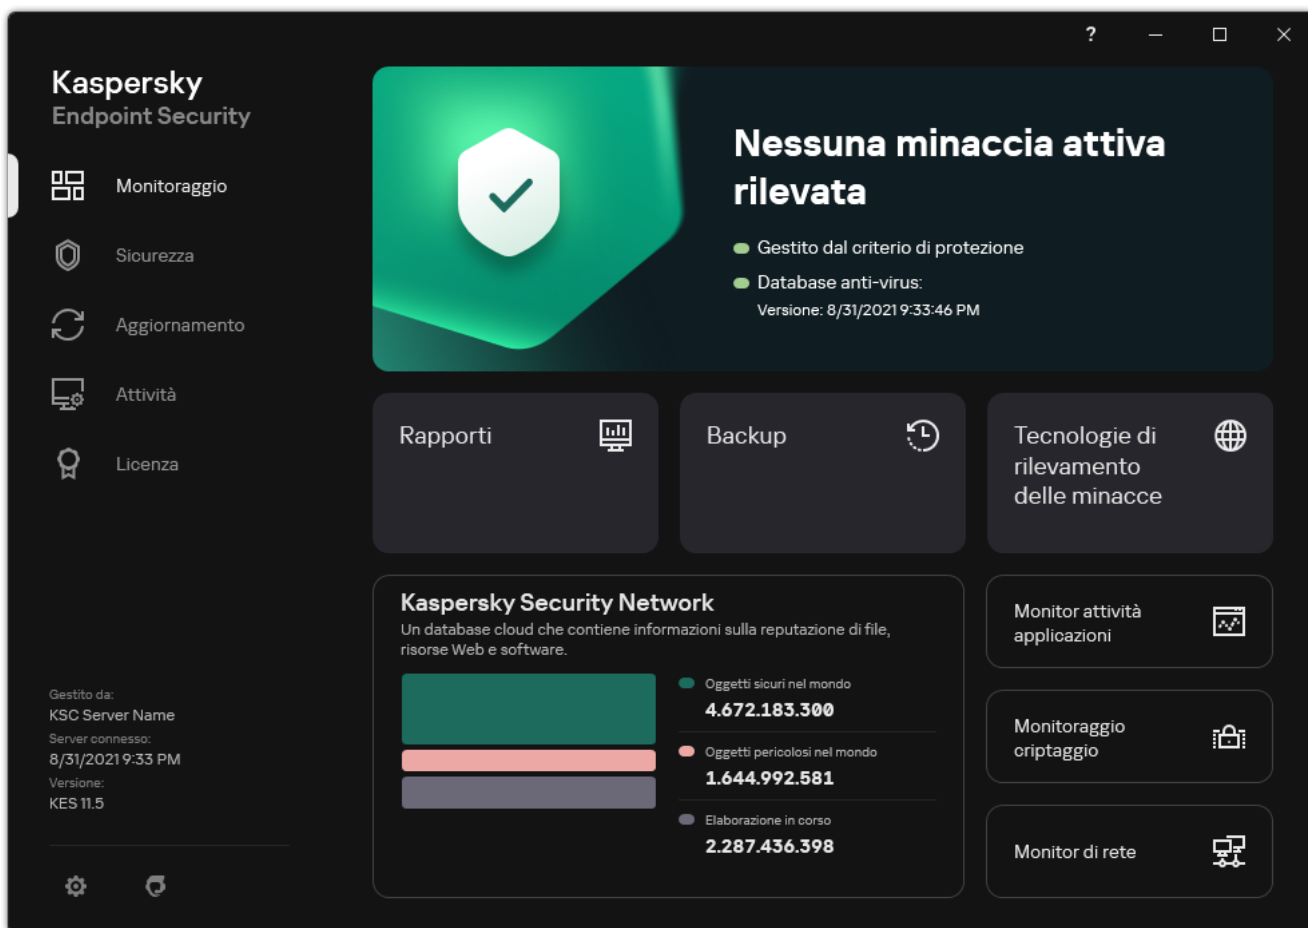 ?
Kaspersky
Endpoint Security
Monitoraggio
Sicurezza
Aggiornamento
Attività
Licenza
Gestito da:
KSC Server Name
Server connesso:
8/31/2021 9:33 PM
Versione:
KES 11.5
Nessuna minaccia attiva
rilevata
Gestito dal criterio di protezione
Database anti-virus:
Versione: 8/31/2021 9:33:46 PM
Rapporti
Backup
Tecnologie di
rilevamento
delle minacce
Kaspersky Security Network
Un database cloud che contiene informazioni sulla reputazione di file,
risorse Web e software.
Oggetti sicuri nel mondo
4.672.183.300
Oggetti pericolosi nel mondo
1.644.992.581
Elaborazione in corso
2.287.436.398
Monitor attività
applicazioni
Monitoraggio
criptaggio
Monitor di rete